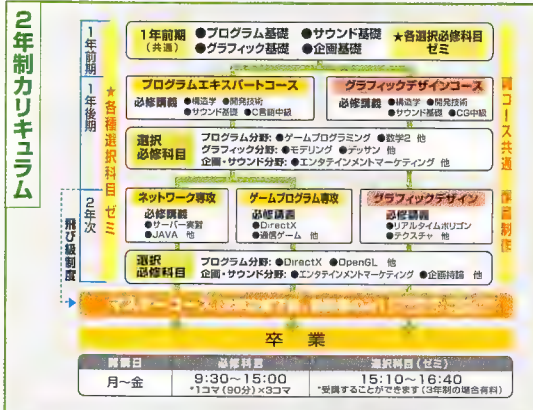 2年制カリキュラム
1年前期
1年後期
2年次
飛び級制度
★各種選択科目 ゼミ
1年前期 ●プログラム基礎 ●サウンド基礎 ★各選択必修科目
(共通) ●グラフィック基礎 ●企画基礎 ゼミ
プログラムエキスパートコース
必修講義 ●構造学 ●開発技術
●サウンド基礎 ●C言語中級
グラフィックデザインコース
必修講義 ●構造学 ●開発技術
●サウンド基礎 ●CG中級
選択 必修科目
プログラム分野: ●ゲームプログラミング ●数学2 他
グラフィック分野: ●モデリング ●デッサン 他
企画・サウンド分野: ●エンタテインメントマーケティング 他
コース共通
制作
ネットワーク専攻
必修講義
●サーバー実習
●JAVA 他
ゲームプログラム専攻
必修講義
●DirectX
●通信ゲーム 他
グラフィックデザイン
必修講義
●リアルタイムポリゴン
●テクスチャ 他
選択 必修科目
プログラム分野: ●DirectX ●OpenGL 他
企画・サウンド分野: ●エンタテインメントマーケティング ●企画特論 他
卒業
開講日 必修科目 選択科目(ゼミ)
月~金 9:30~15:00 15:10~16:40
*1コマ(90分)×3コマ *受講することができます(3年制の場合有料)